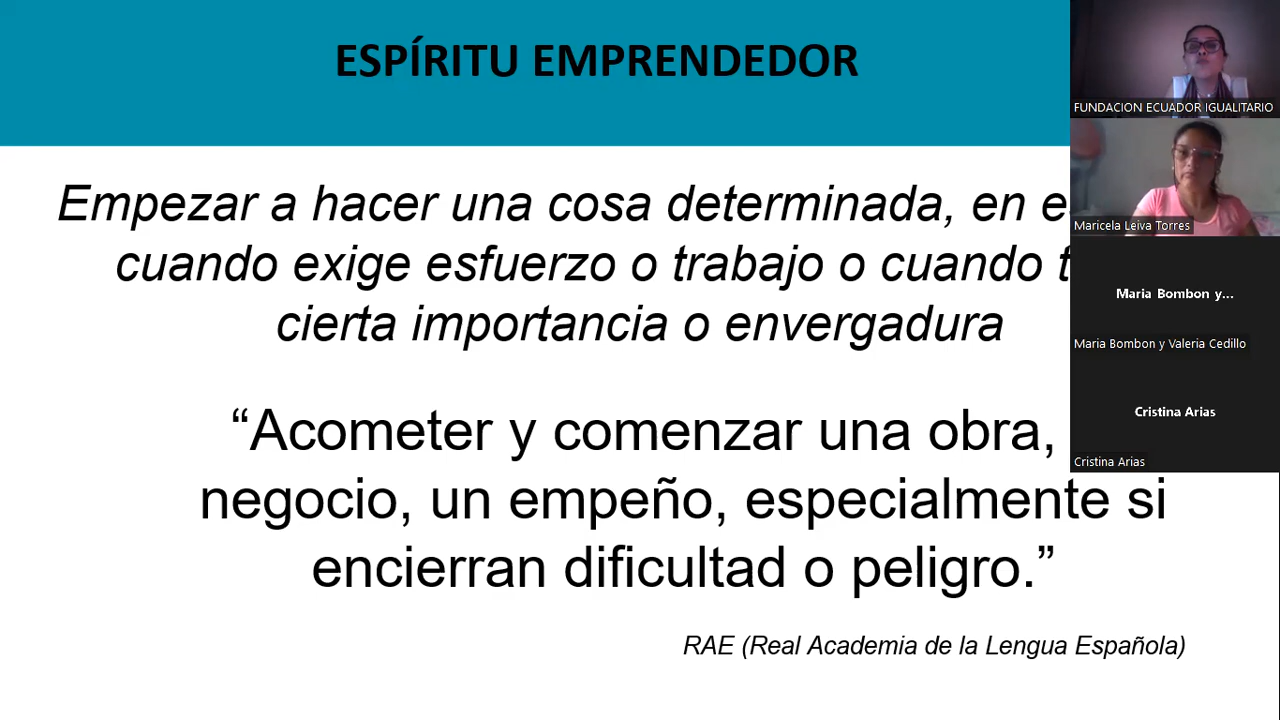 ESPÍRITU EMPRENDEDOR
Empezar a hacer una cosa determinada, en
cuando exige esfuerzo o trabajo o cuando
cierta importancia o envergadura
“Acometer y comenzar una obra,
negocio, un empeño, especialmente si
encierran dificultad o peligro.”
RAE (Real Academia de la Lengua Española)
FUNDACION ECUADOR IGUALITARIO
Maricela Leiva Torres
Maria Bombon y...
Maria Bombon y Valeria Cedillo
Cristina Arias
Cristina Arias